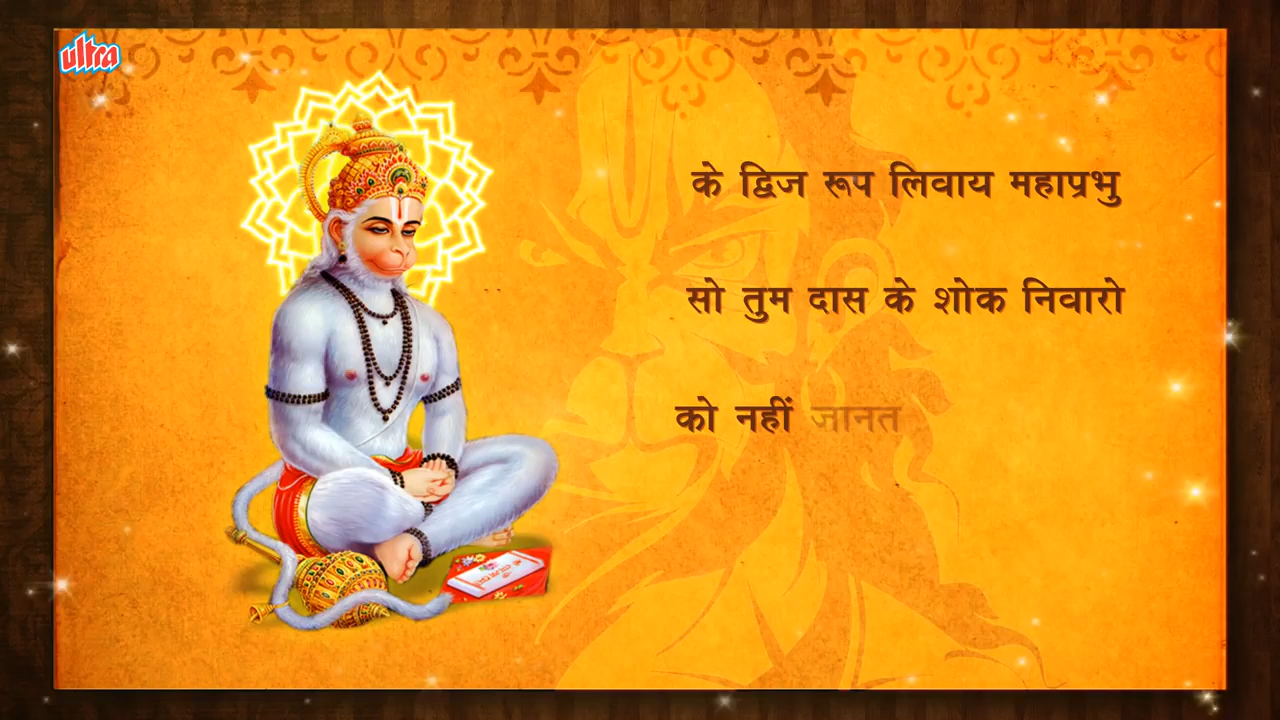 ultra
के द्विज रूप लिवाय महाप्रभु
सो तुम दास के शोक निवारो
को नहीं जानत